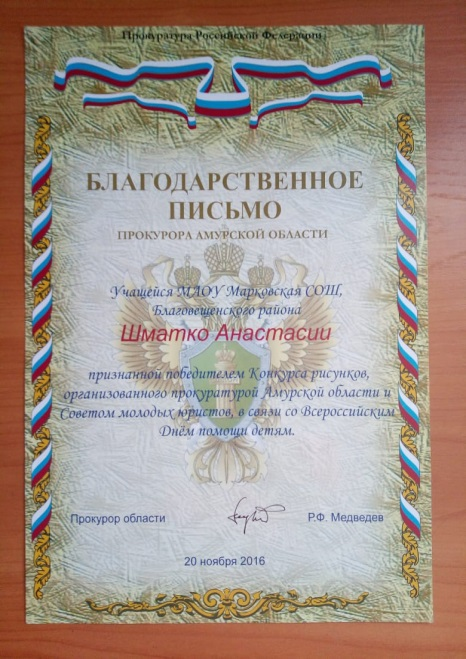 Прокуратура Российской Федерации
БЛАГОДАРСТВЕННОЕ
ПИСЬМО
ПРОКУРОРА АМУРСКОЙ ОБЛАСТИ
Учащейся МАОУ Марковская СОШ,
Благовещенского района
Шматко Анастасии
признанной победителем Конкурса рисунков,
организованного прокуратурой Амурской области и
Советом молодых юристов, в связи со Всероссийским
Днём помощи детям.
Прокурор области Р.Ф. Медведев
20 ноября 2016